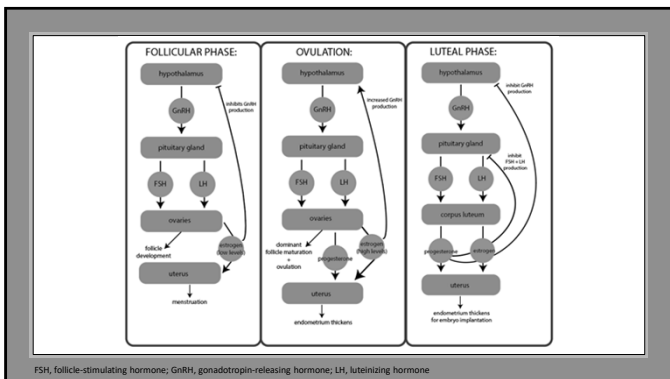 FOLLICULAR PHASE:
hypothalamus
inhibits GnRH
production
GnRH
pituitary gland
FSH
LH
ovaries
follicle
development
estrogen
(low levels)
uterus
menstruation
OVULATION:
hypothalamus
increased GnRH
production
GnRH
pituitary gland
FSH
LH
ovaries
dominant
follicle maturation
+
ovulation
progesterone
estrogen
(high levels)
uterus
endometrium thickens
LUTEAL PHASE:
hypothalamus
inhibit GnRH
production
GnRH
pituitary gland
inhibit
FSH + LH
production
FSH
LH
corpus luteum
progesterone
estrogen
uterus
endometrium thickens
for embryo implantation
FSH, follicle-stimulating hormone; GnRH, gonadotropin-releasing hormone; LH, luteinizing hormone